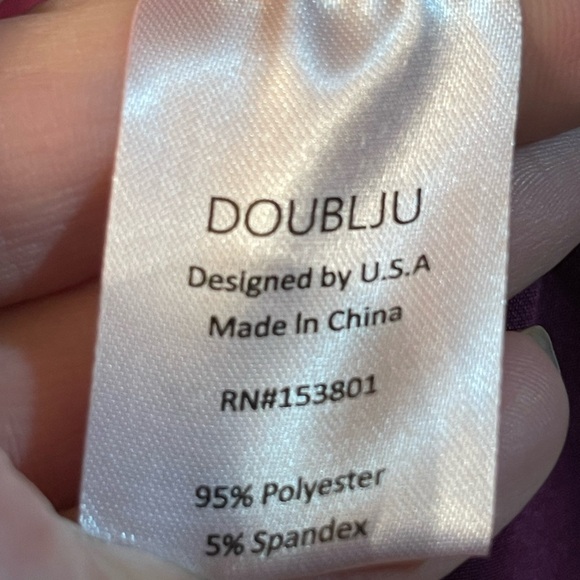 DOUBLJU
Designed by U.S.A
Made In China
RN#153801
95% Polyester
5% Spandex